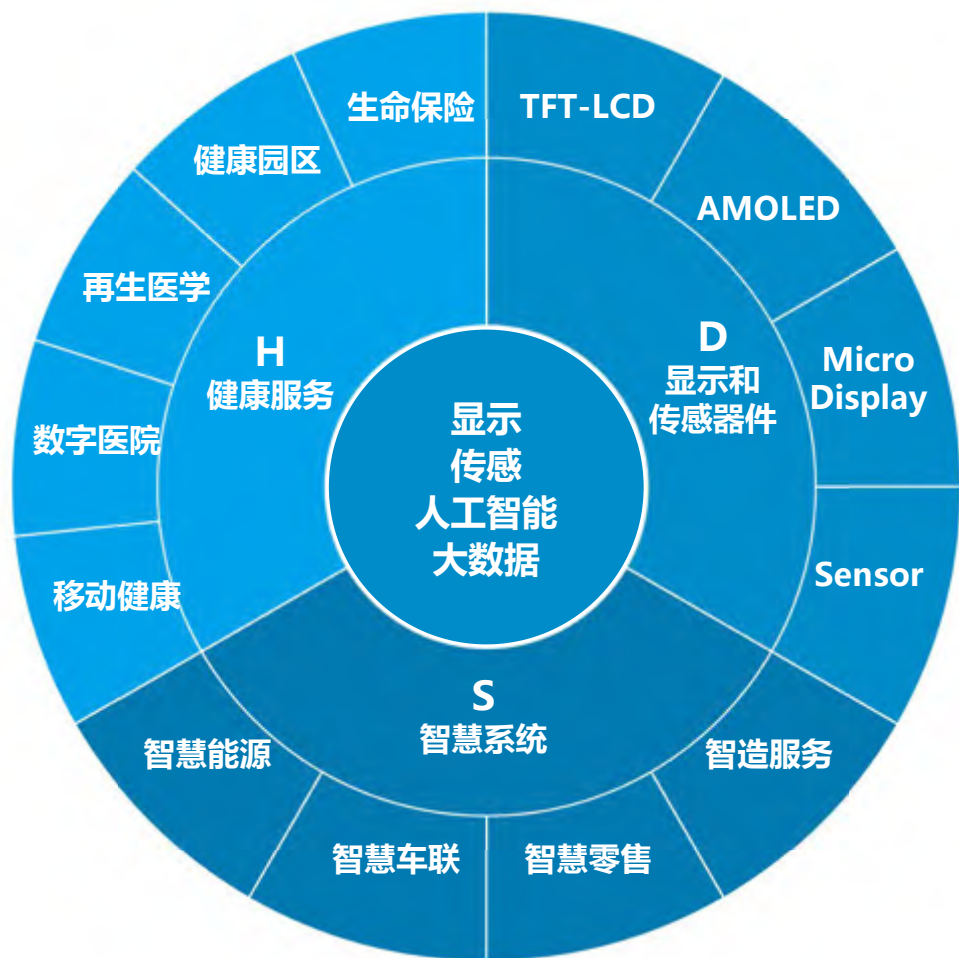 生命保险
TFT-LCD
健康园区
AMOLED
再生医学
H
健康服务
D
显示和
传感器件
Micro
Display
显示
传感
人工智能
大数据
数字医院
Sensor
移动健康
S
智慧系统
智慧能源
智造服务
智慧车联
智慧零售